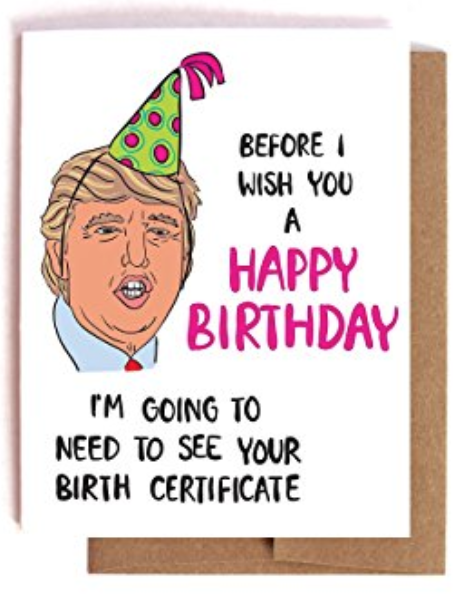 BEFORE I
WISH YOU
A
HAPPY
BIRTHDAY
I'M GOING TO
NEED TO SEE YOUR
BIRTH CERTIFICATE